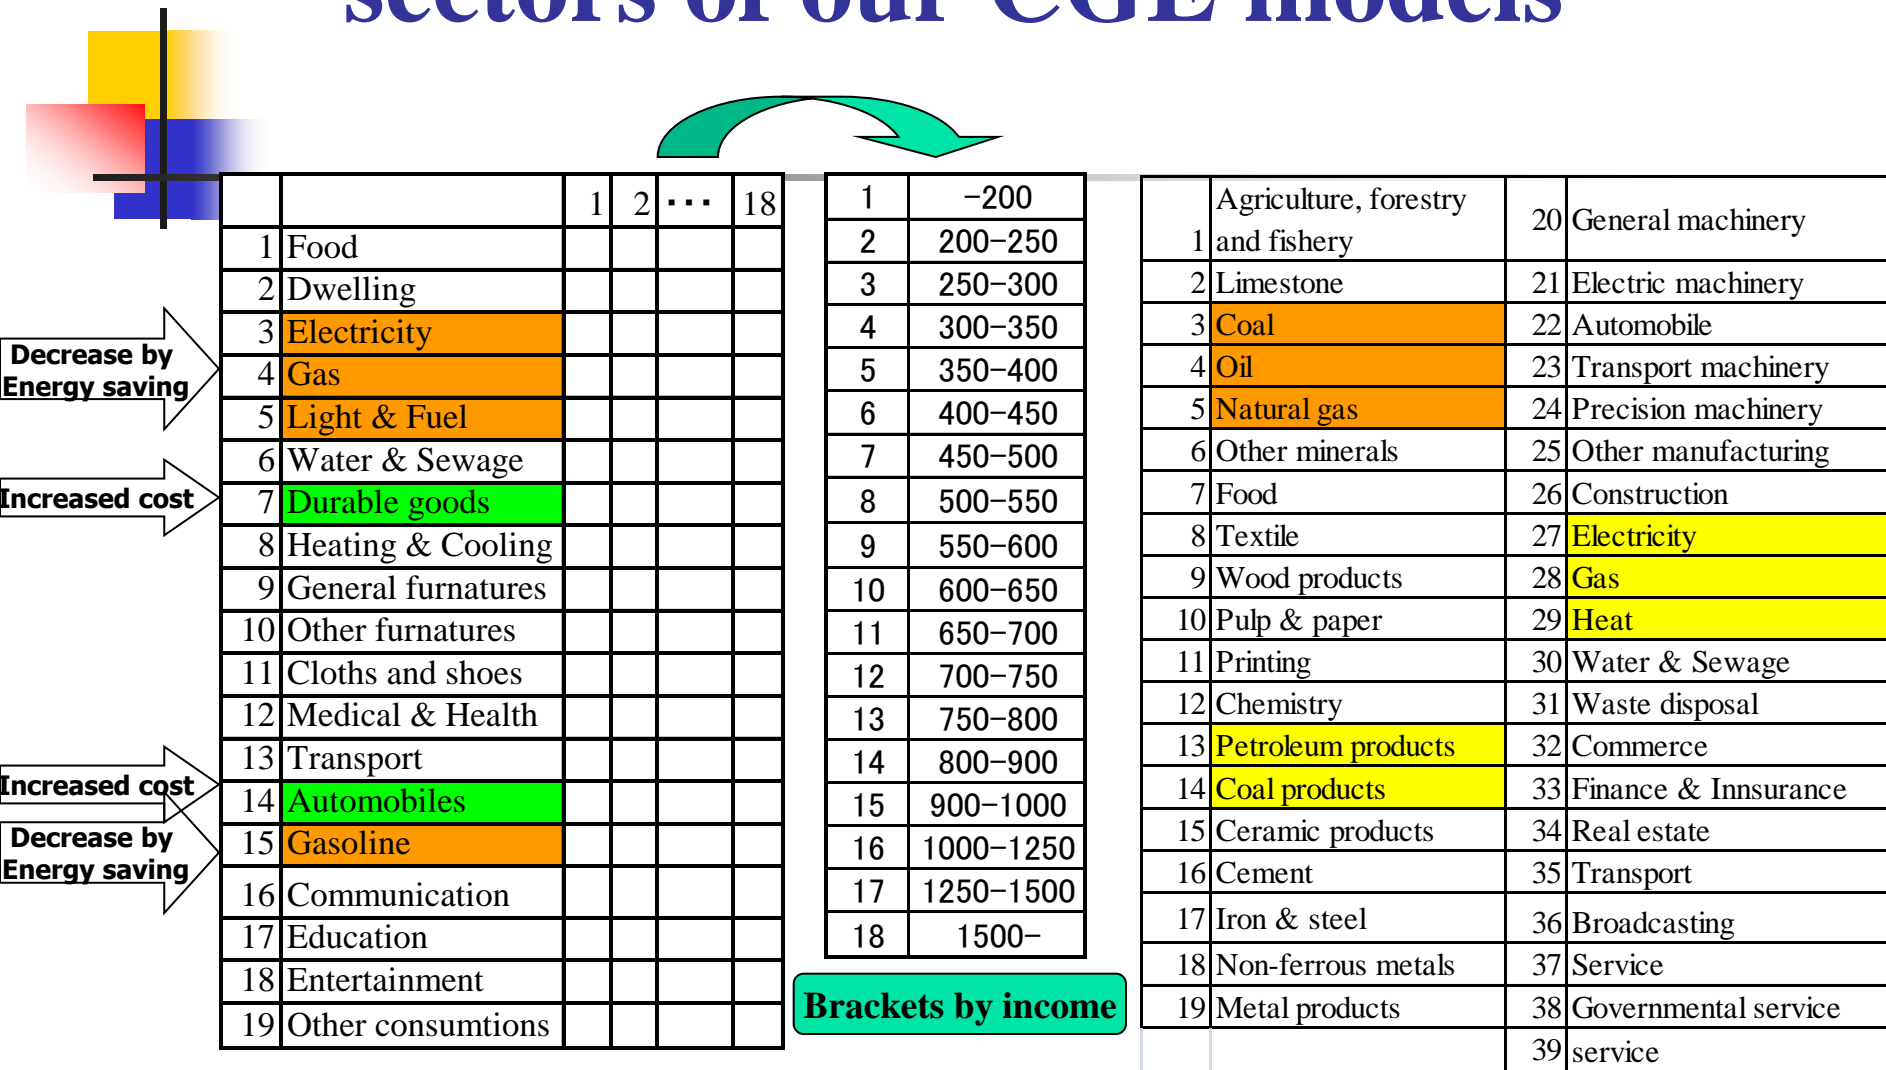 sectors of our CGE models
1 2 ··· 18
1 Food
2 Dwelling
3 Electricity
4 Gas
5 Light & Fuel
6 Water & Sewage
7 Durable goods
8 Heating & Cooling
9 General furnatures
10 Other furnatures
11 Cloths and shoes
12 Medical & Health
13 Transport
14 Automobiles
15 Gasoline
16 Communication
17 Education
18 Entertainment
19 Other consumtions
Decrease by
Energy saving
Increased cost
Increased cost
Decrease by
Energy saving
1 -200
2 200-250
3 250-300
4 300-350
5 350-400
6 400-450
7 450-500
8 500-550
9 550-600
10 600-650
11 650-700
12 700-750
13 750-800
14 800-900
15 900-1000
16 1000-1250
17 1250-1500
18 1500-
Brackets by income
Agriculture, forestry
1 and fishery
2 Limestone
3 Coal
4 Oil
5 Natural gas
6 Other minerals
7 Food
8 Textile
9 Wood products
10 Pulp & paper
11 Printing
12 Chemistry
13 Petroleum products
14 Coal products
15 Ceramic products
16 Cement
17 Iron & steel
18 Non-ferrous metals
19 Metal products
20 General machinery
21 Electric machinery
22 Automobile
23 Transport machinery
24 Precision machinery
25 Other manufacturing
26 Construction
27 Electricity
28 Gas
29 Heat
30 Water & Sewage
31 Waste disposal
32 Commerce
33 Finance & Innsurance
34 Real estate
35 Transport
36 Broadcasting
37 Service
38 Governmental service
39 service